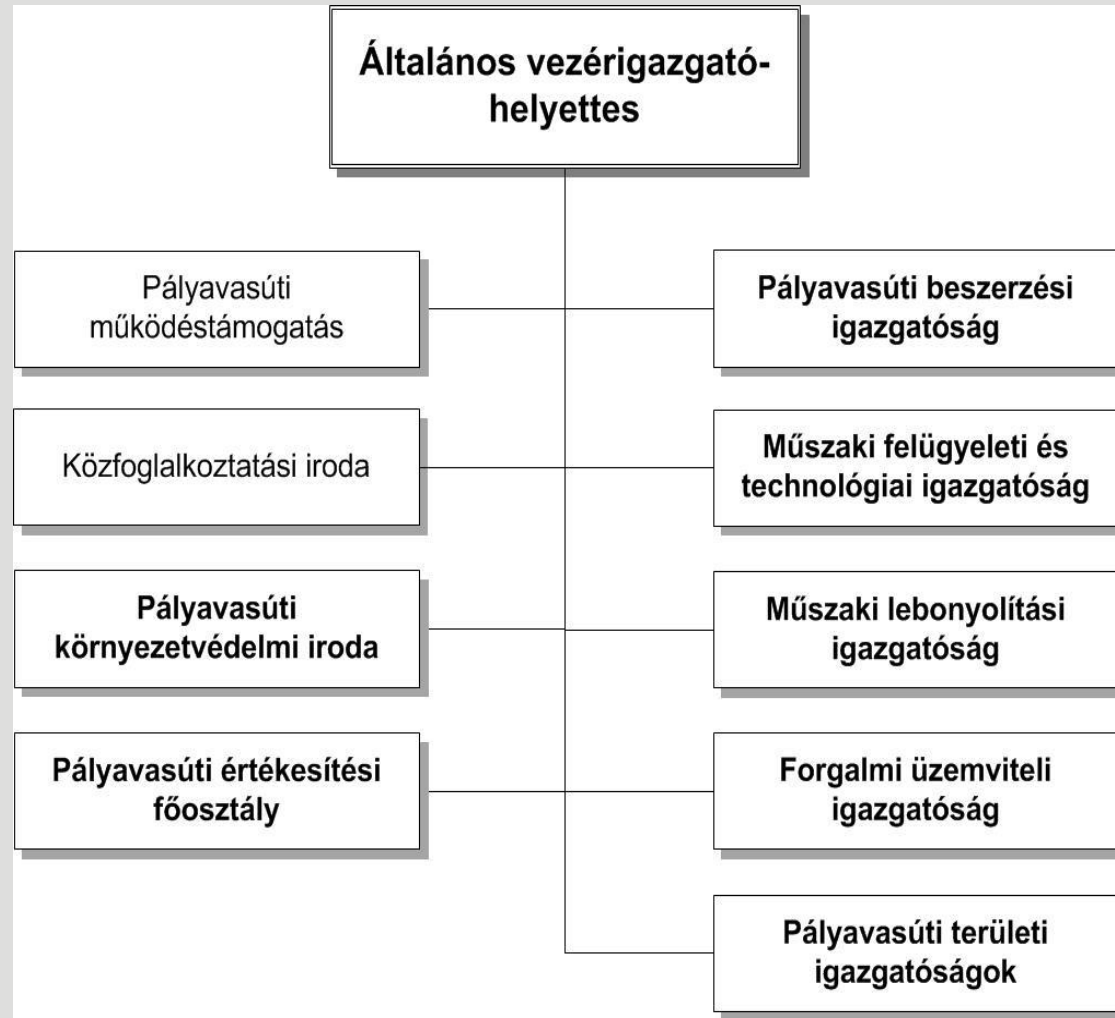 Általános vezérigazgató-
helyettes
Pályavasúti
működéstámogatás
Pályavasúti beszerzési
igazgatóság
Közfoglalkoztatási iroda
Műszaki felügyeleti és
technológiai igazgatóság
Pályavasúti
környezetvédelmi iroda
Műszaki lebonyolítási
igazgatóság
Pályavasúti értékesítési
főosztály
Forgalmi üzemviteli
igazgatóság
Pályavasúti területi
igazgatóságok